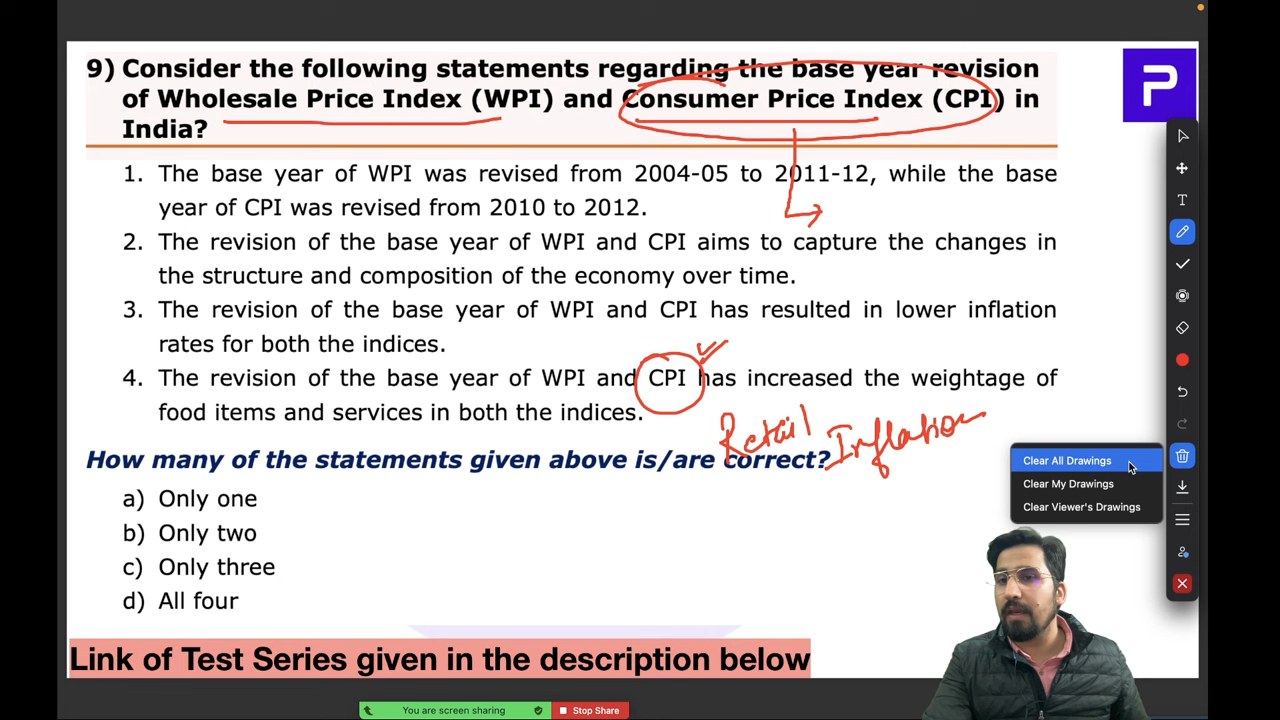 9) Consider the following statements regarding the base year revision
of Wholesale Price Index (WPI) and Consumer Price Index (CPI) in
India?
1. The base year of WPI was revised from 2004-05 to 2011-12, while the base
year of CPI was revised from 2010 to 2012.
2. The revision of the base year of WPI and CPI aims to capture the changes in
the structure and composition of the economy over time.
3. The revision of the base year of WPI and CPI has resulted in lower inflation
rates for both the indices.
4. The revision of the base year of WPI and CPI has increased the weightage of
food items and services in both the indices.
Retail Inflation
How many of the statements given above is/are correct?
a) Only one
b) Only two
c) Only three
d) All four
Link of Test Series given in the description below
P
T
Clear All Drawings
Clear My Drawings
Clear Viewer's Drawings
You are screen sharing
Stop Share